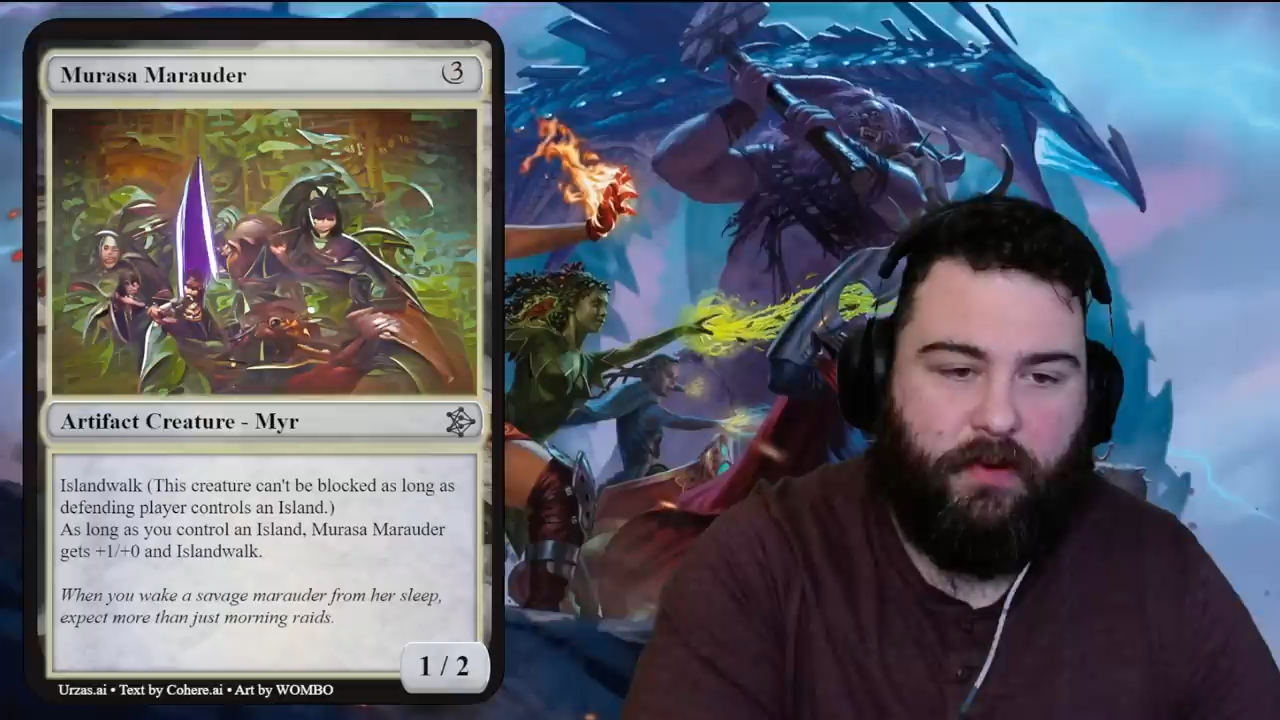 Murasa Marauder
3
Artifact Creature - Myr
Islandwalk (This creature can't be blocked as long as
defending player controls an Island.)
As long as you control an Island, Murasa Marauder
gets +1/+0 and Islandwalk.
When you wake a savage marauder from her sleep,
expect more than just morning raids.
1 / 2
Urzas.ai • Text by Cohere.ai • Art by WOMBO